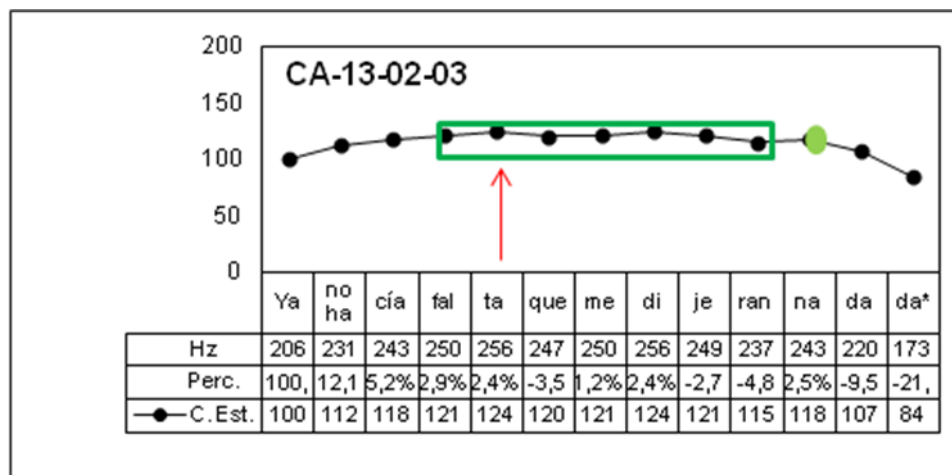 200
CA-13-02-03
150
100
50
0
Ya no ha cía fal ta que me di je ran na da da*
Hz 206 231 243 250 256 247 250 256 249 237 243 220 173
Perc. 100, 12,1 5,2% 2,9% 2,4% -3,5 1,2% 2,4% -2,7 -4,8 2,5% -9,5 -21,
C.Est. 100 112 118 121 124 120 121 124 121 115 118 107 84